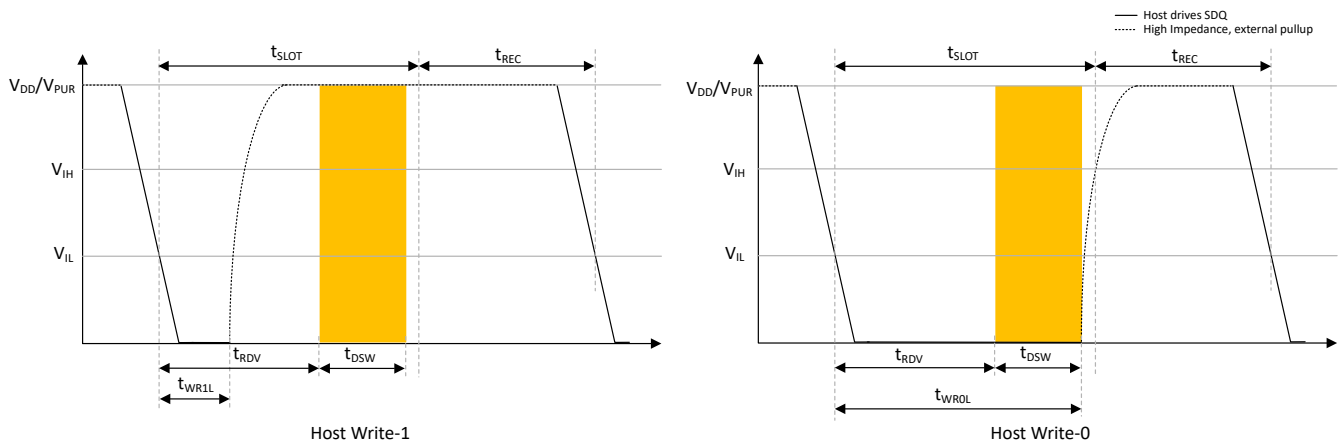 Host drives SDQ
High Impedance, external pullup
tSLOT
tREC
VDD/VPUR
VIH
VIL
tRDV
tDSW
tWR1L
Host Write-1
tSLOT
tREC
VDD/VPUR
VIH
VIL
tRDV
tDSW
tWR0L
Host Write-0